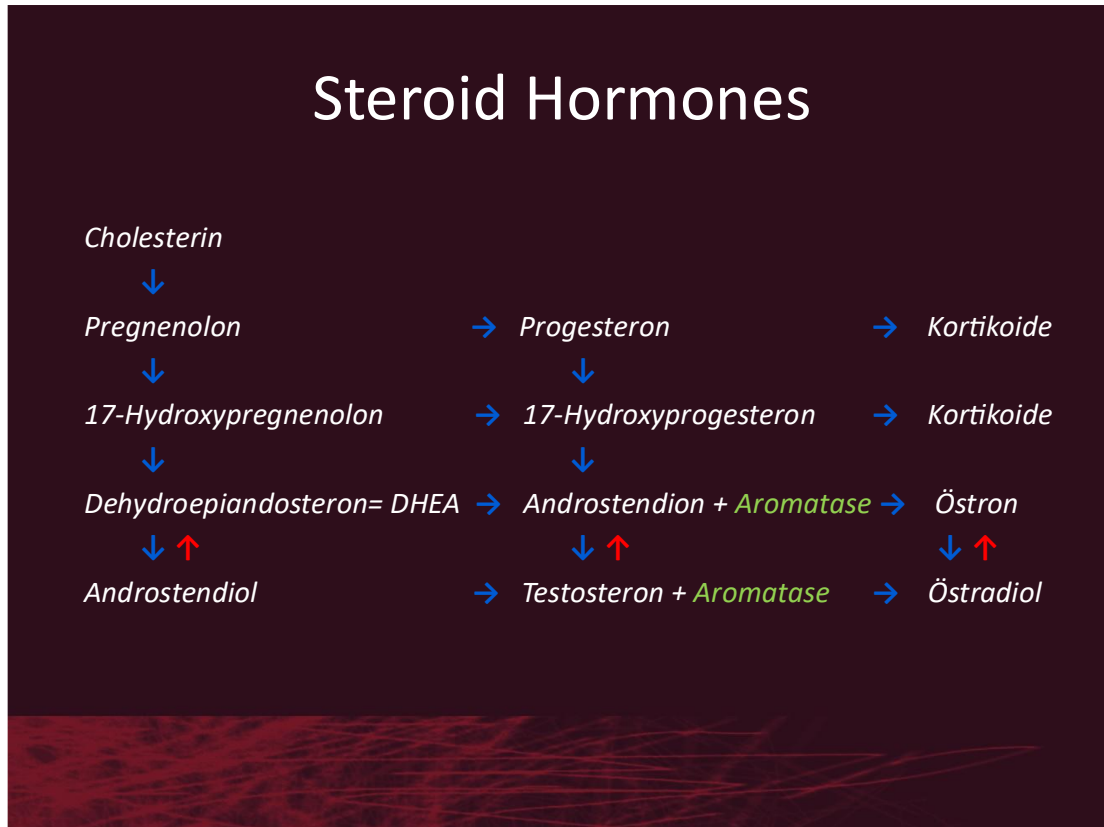 Steroid Hormones
Cholesterin
↓
Pregnenolon → Progesteron → Kortikoide
↓ ↓
17-Hydroxypregnenolon → 17-Hydroxyprogesteron → Kortikoide
↓ ↓
Dehydroepiandosteron= DHEA → Androstendion + Aromatase → Östron
↓ ↑ ↓ ↑ ↓ ↑
Androstendiol → Testosteron + Aromatase → Östradiol